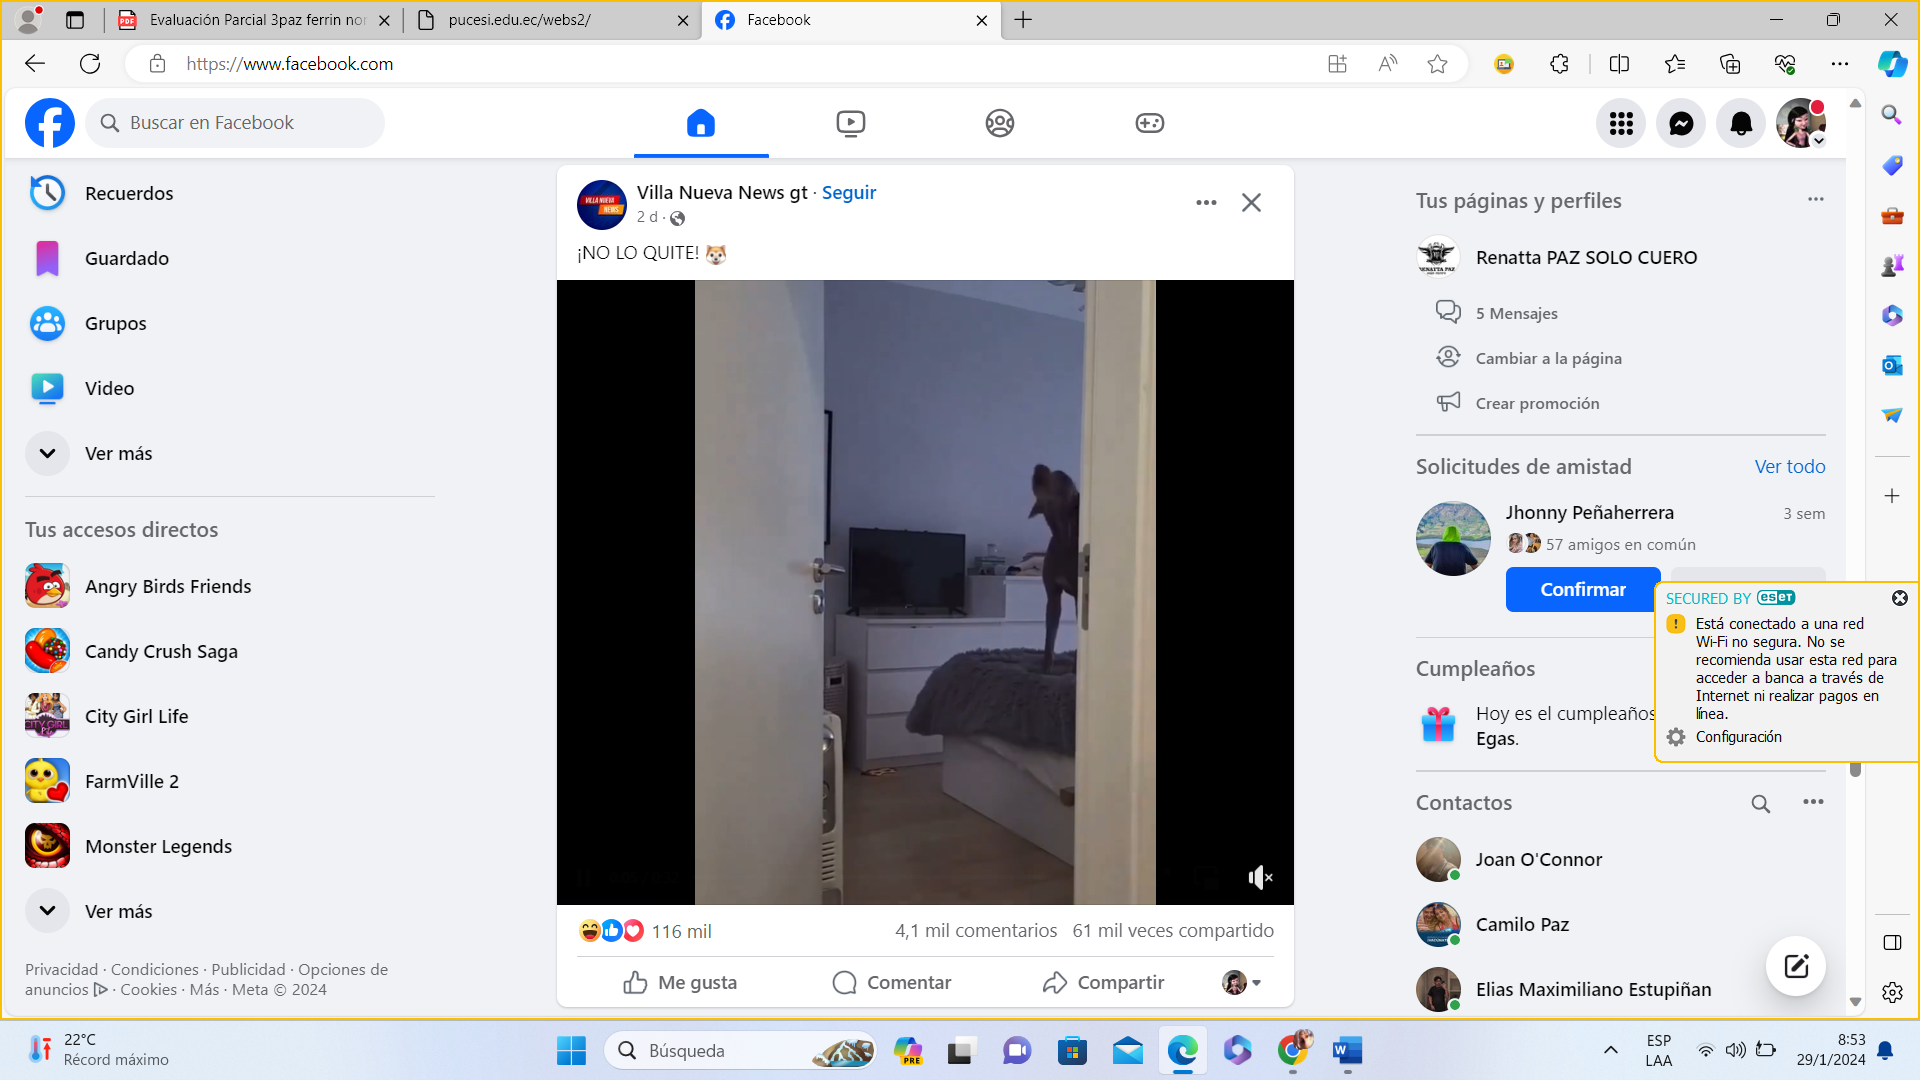 Evaluación Parcial 3paz ferrin nor
pucesi.edu.ec/webs2/
Facebook
https://www.facebook.com
Buscar en Facebook
Recuerdos
Guardado
Grupos
Video
Ver más
Tus accesos directos
Angry Birds Friends
Candy Crush Saga
City Girl Life
FarmVille 2
Monster Legends
Ver más
Privacidad · Condiciones · Publicidad · Opciones de
anuncios · Cookies · Más · Meta © 2024
VILLA NUEVA
NEWS
Villa Nueva News gt · Seguir
2 d ·
¡NO LO QUITE!
116 mil
4,1 mil comentarios 61 mil veces compartido
Me gusta
Comentar
Compartir
Tus páginas y perfiles
RENATTA PAZ
Renatta PAZ SOLO CUERO
5 Mensajes
Cambiar a la página
Crear promoción
Solicitudes de amistad
Ver todo
Jhonny Peñaherrera
3 sem
57 amigos en común
Confirmar
SECURED BY eseT
Está conectado a una red
Wi-Fi no segura. No se
recomienda usar esta red para
acceder a banca a través de
Internet ni realizar pagos en
línea.
Configuración
Cumpleaños
Hoy es el cumpleaños
Egas.
Contactos
Joan O'Connor
Camilo Paz
Elias Maximiliano Estupiñan
22°C
Récord máximo
Búsqueda
PRE
ESP
LAA
8:53
29/1/2024